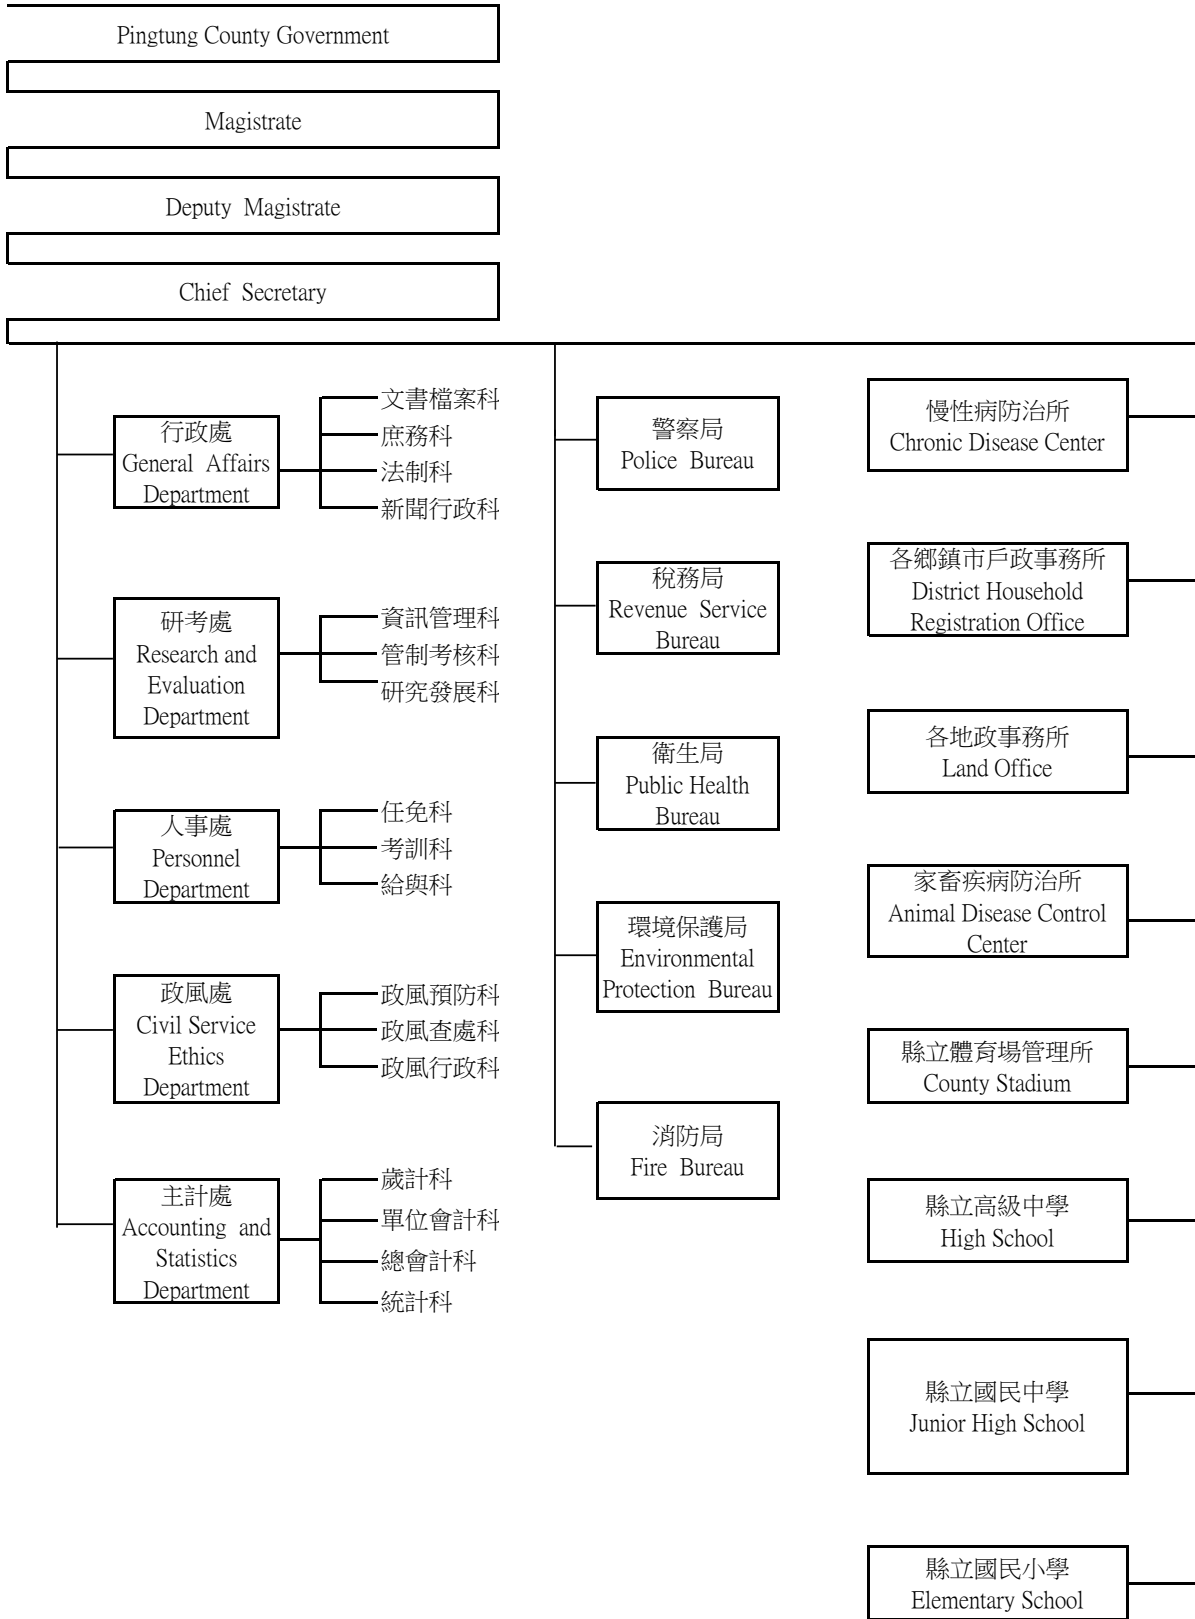 Pingtung County Government
Magistrate
Deputy Magistrate
Chief Secretary
行政處
General Affairs
Department
文書檔案科
庶務科
法制科
新聞行政科
研考處
Research and
Evaluation
Department
資訊管理科
管制考核科
研究發展科
人事處
Personnel
Department
任免科
考訓科
給與科
政風處
Civil Service
Ethics
Department
政風預防科
政風查處科
政風行政科
主計處
Accounting and
Statistics
Department
歲計科
單位會計科
總會計科
統計科
警察局
Police Bureau
稅務局
Revenue Service
Bureau
衛生局
Public Health
Bureau
環境保護局
Environmental
Protection Bureau
消防局
Fire Bureau
慢性病防治所
Chronic Disease Center
各鄉鎮市戶政事務所
District Household
Registration Office
各地政事務所
Land Office
家畜疾病防治所
Animal Disease Control
Center
縣立體育場管理所
County Stadium
縣立高級中學
High School
縣立國民中學
Junior High School
縣立國民小學
Elementary School